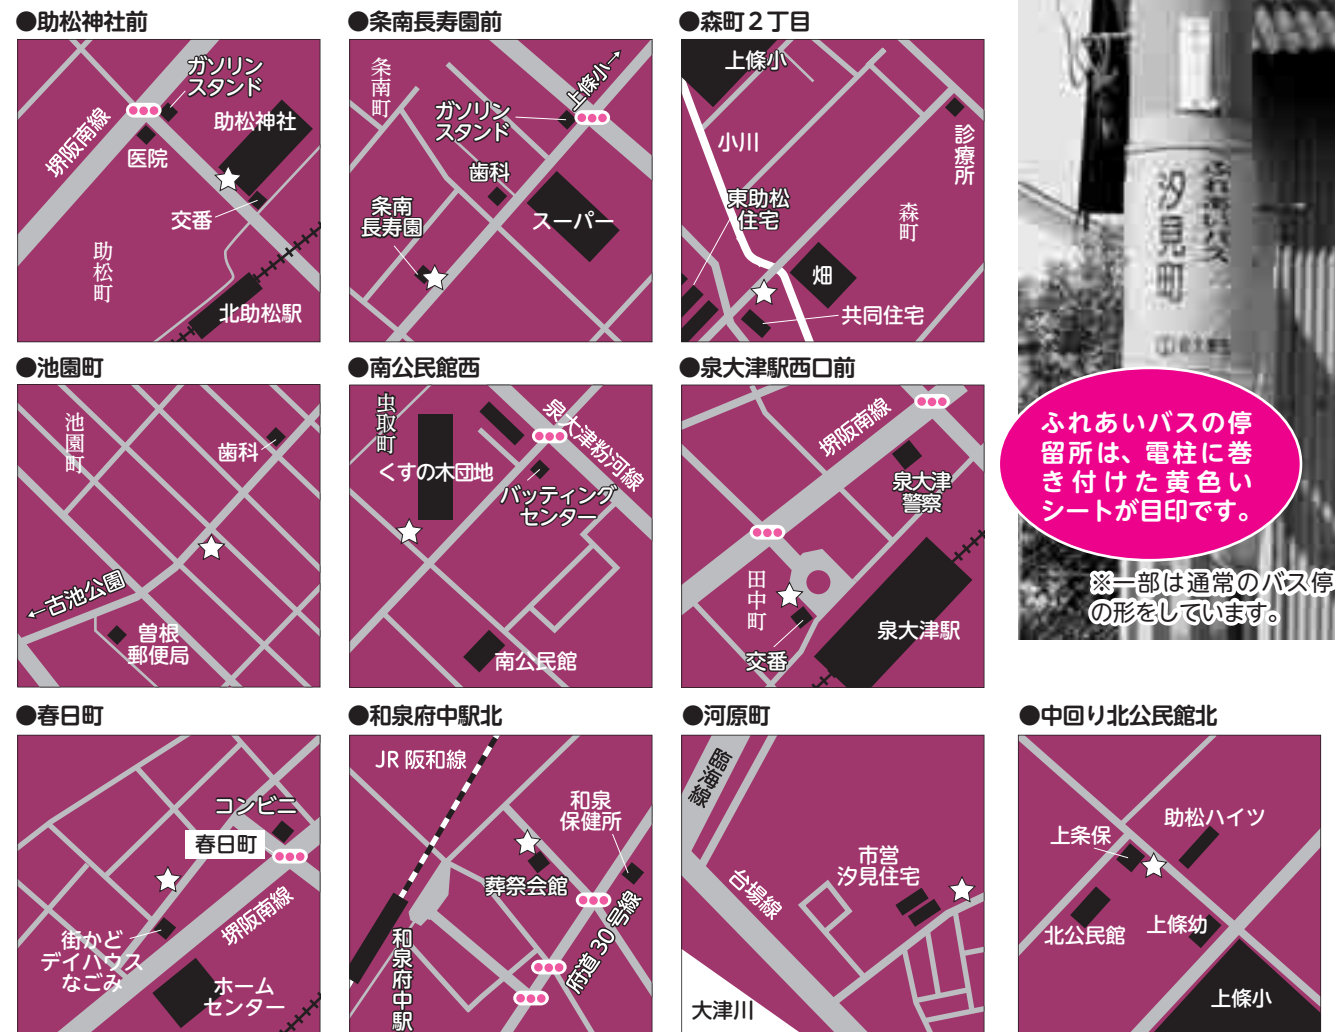 ●助松神社前
ガソリン
スタンド
堺阪南線
助松神社
医院
交番
助松町
北助松駅
●条南長寿園前
条南町
上條小→
ガソリン
スタンド
歯科
条南
長寿園
スーパー
●森町２丁目
上條小
小川
診療所
東助松
住宅
森町
畑
共同住宅
ふれあいバス
汐見町
ふれあいバスの停
留所は、電柱に巻
き付けた黄色い
シートが目印です。
※一部は通常のバス停
の形をしています。
●池園町
池園町
歯科
←古池公園
曽根
郵便局
●南公民館西
虫取町
泉大津粉河線
くすの木団地
バッティング
センター
南公民館
●泉大津駅西口前
堺阪南線
泉大津
警察
田中町
泉大津駅
交番
●春日町
コンビニ
春日町
堺阪南線
街かど
デイハウス
なごみ
ホーム
センター
●和泉府中駅北
JR 阪和線
和泉
保健所
葬祭会館
府道 30 号線
和泉府中駅
●河原町
臨海線
市営
汐見住宅
台場線
大津川
●中回り北公民館北
助松ハイツ
上条保
北公民館
上條幼
上條小